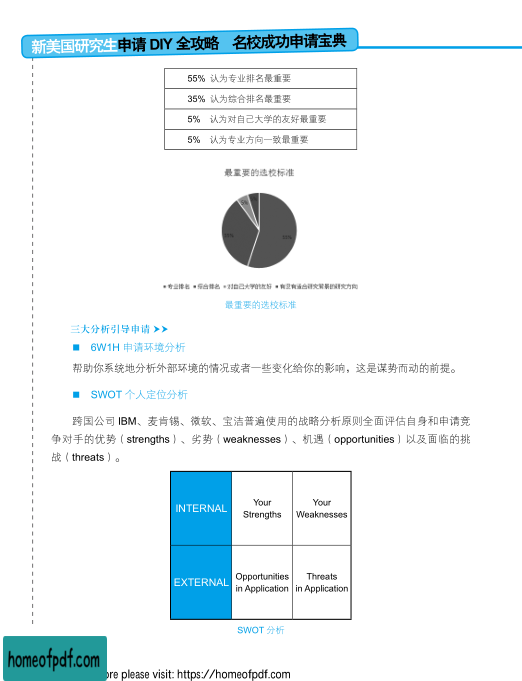 新美国研究生申请 DIY 全攻略 名校成功申请宝典
55% 认为专业排名最重要
35% 认为综合排名最重要
5% 认为对自己大学的友好最重要
5% 认为专业方向一致最重要
最重要的选校标准
5%
35%
55%
■ 专业排名 ■ 综合排名 ■ 对自己大学的友好 ■ 有没有适合研究背景的研究方向
最重要的选校标准
三大分析引导申请
■ 6W1H 申请环境分析
帮助你系统地分析外部环境的情况或者一些变化给你的影响，这是谋势而动的前提。
■ SWOT 个人定位分析
跨国公司 IBM、麦肯锡、微软、宝洁普遍使用的战略分析原则全面评估自身和申请竞
争对手的优势（strengths）、劣势（weaknesses）、机遇（opportunities）以及面临的挑
战（threats）。
INTERNAL
Your
Strengths
Your
Weaknesses
EXTERNAL
Opportunities
in Application
Threats
in Application
SWOT 分析
homeofpdf.com
ore please visit: https://homeofpdf.com